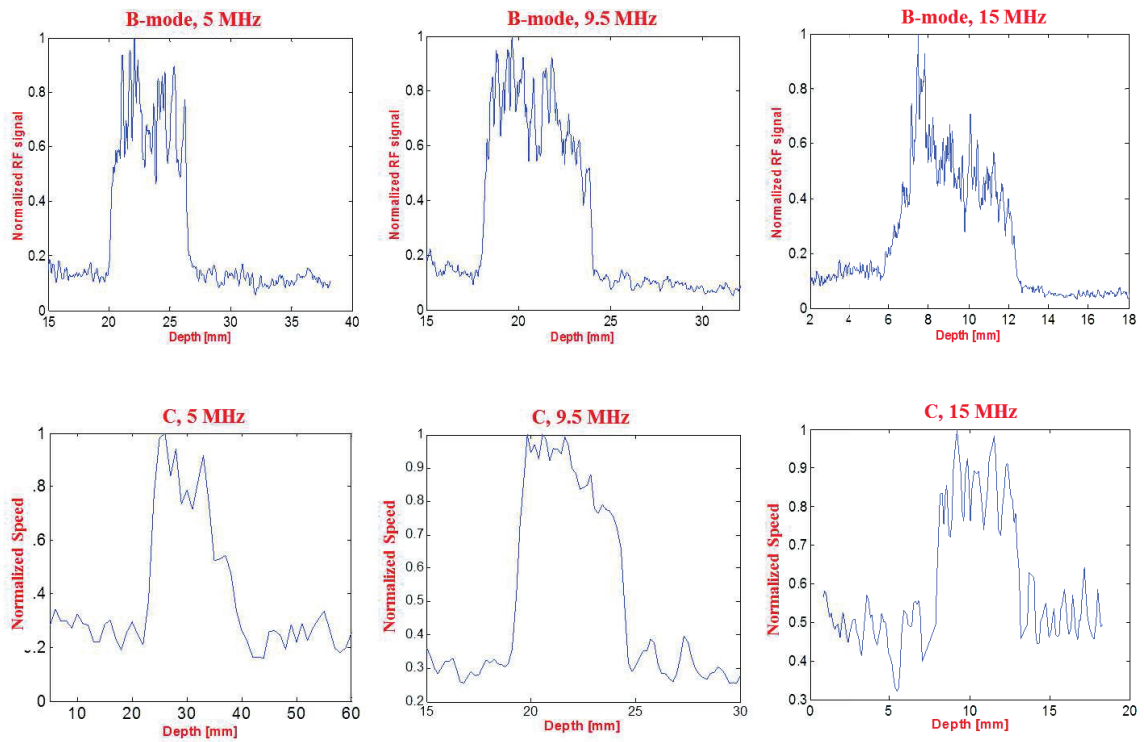 B-mode, 5 MHz
1
0.8
0.6
0.4
0.2
0
15 20 25 30 35 40
Normalized RF signal
Depth [mm]
B-mode, 9.5 MHz
1
0.8
0.6
0.4
0.2
0
15 20 25 30
Normalized RF signal
Depth [mm]
B-mode, 15 MHz
1
0.8
0.6
0.4
0.2
0
2 4 6 8 10 12 14 16 18
Normalized RF signal
Depth [mm]
C, 5 MHz
1
.8
.6
.4
.2
0
10 20 30 40 50 60
Normalized Speed
Depth [mm]
C, 9.5 MHz
1
0.9
0.8
0.7
0.6
0.5
0.4
0.3
0.2
15 20 25 30
Normalized Speed
Depth [mm]
C, 15 MHz
1
0.9
0.8
0.7
0.6
0.5
0.4
0.3
0 5 10 15 20
Normalized Speed
Depth [mm]